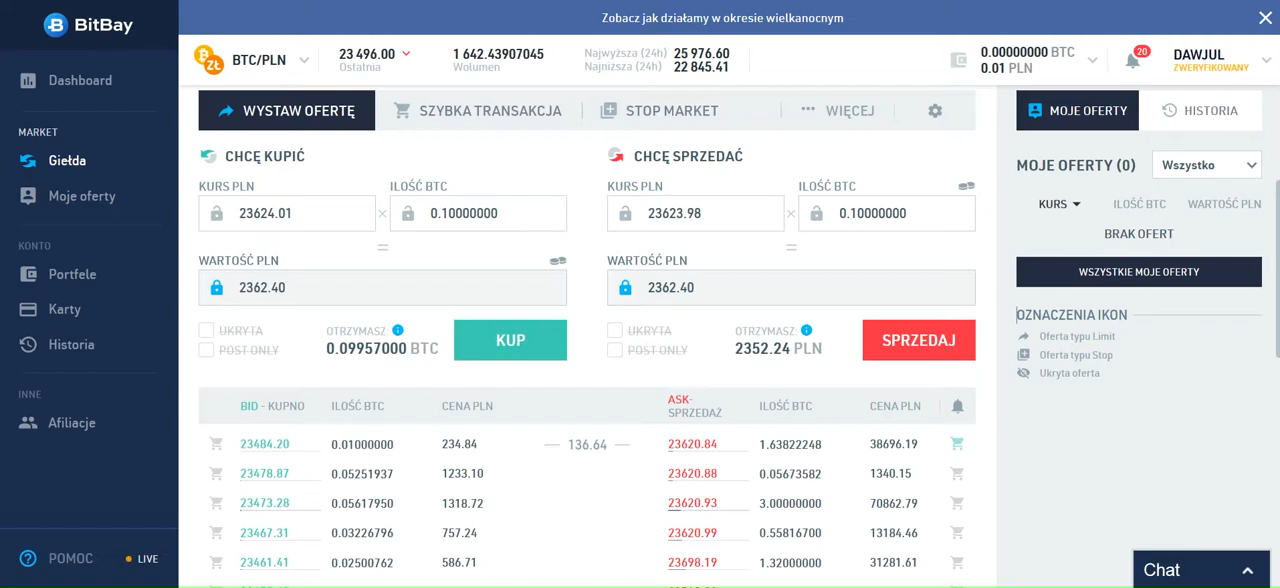 BitBay
Zobacz jak działamy w okresie wielkanocnym
BTC/PLN
23 496.00
Ostatnia
1 642.43907045
Wolumen
Najwyższa (24h) 25 976.60
Najniższa (24h) 22 845.41
0.00000000 BTC
0.01 PLN
20
DAWJUL
ZWERYFIKOWANY
Dashboard
MARKET
Giełda
Moje oferty
KONTO
Portfele
Karty
Historia
INNE
Afiliacje
POMOC
LIVE
WYSTAW OFERTĘ
SZYBKA TRANSAKCJA
STOP MARKET
WIĘCEJ
CHCĘ KUPIĆ
KURS PLN
ILOŚĆ BTC
23624.01
×
0.10000000
=
WARTOŚĆ PLN
2362.40
UKRYTA
POST ONLY
OTRZYMASZ:
0.09957000 BTC
KUP
CHCĘ SPRZEDAĆ
KURS PLN
ILOŚĆ BTC
23623.98
×
0.10000000
=
WARTOŚĆ PLN
2362.40
UKRYTA
POST ONLY
OTRZYMASZ:
2352.24 PLN
SPRZEDAJ
BID - KUPNO ILOŚĆ BTC CENA PLN ASK- SPRZEDAŻ ILOŚĆ BTC CENA PLN
23484.20 0.01000000 234.84 136.64 23620.84 1.63822248 38696.19
23478.87 0.05251937 1233.10 23620.88 0.05673582 1340.15
23473.28 0.05617950 1318.72 23620.93 3.00000000 70862.79
23467.31 0.03226796 757.24 23620.99 0.55816700 13184.46
23461.41 0.02500762 586.71 23698.19 1.32000000 31281.61
MOJE OFERTY
HISTORIA
MOJE OFERTY (0)
Wszystko
KURS ILOŚĆ BTC WARTOŚĆ PLN
BRAK OFERT
WSZYSTKIE MOJE OFERTY
OZNACZENIA IKON
Oferta typu Limit
Oferta typu Stop
Ukryta oferta
Chat